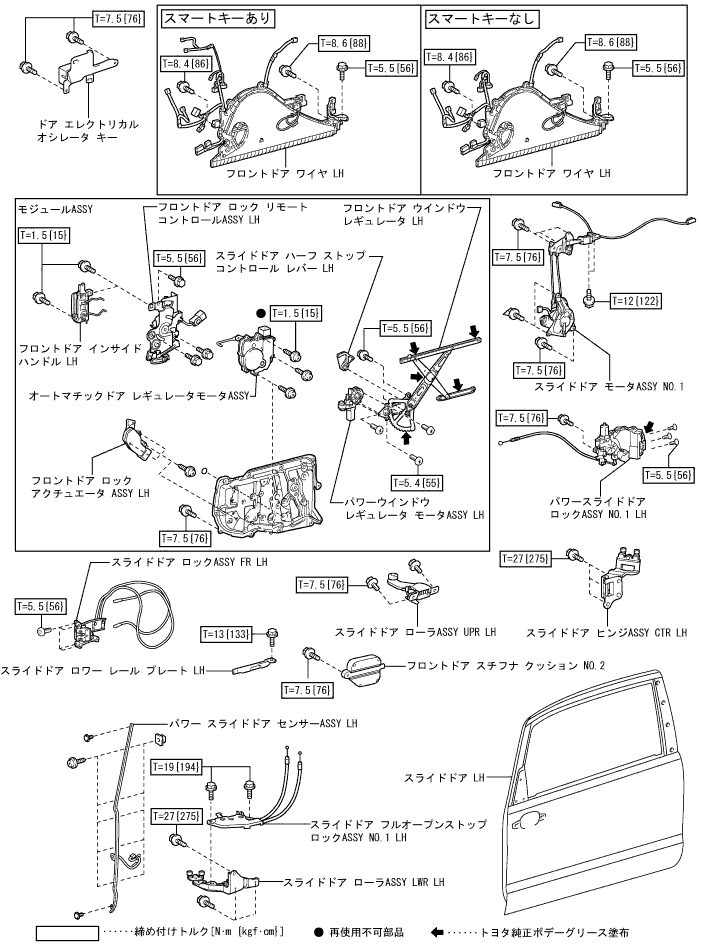 T=7.5{76}
ドア エレクトリカル
オシレータ キー
スマートキーあり
T=8.6{88}
T=8.4{86}
T=5.5{56}
フロントドア ワイヤ LH
スマートキーなし
T=8.6{88}
T=8.4{86}
T=5.5{56}
フロントドア ワイヤ LH
モジュールASSY
フロントドア ロック リモート
コントロールASSY LH
フロントドア ウインドウ
レギュレータ LH
T=1.5{15}
T=5.5{56}
スライドドア ハーフ ストップ
コントロール レバー LH
T=1.5{15}
T=5.5{56}
フロントドア インサイド
ハンドル LH
オートマチックドア レギュレータモータASSY
フロントドア ロック
アクチュエータ ASSY LH
T=5.4{55}
パワーウインドウ
レギュレータ モータASSY LH
T=7.5{76}
T=7.5{76}
T=12{122}
T=7.5{76}
スライドドア モータASSY NO.1
T=7.5{76}
T=5.5{56}
パワースライドドア
ロックASSY NO.1 LH
スライドドア ロックASSY FR LH
T=5.5{56}
T=13{133}
スライドドア ロワー レール プレート LH
T=7.5{76}
スライドドア ローラASSY UPR LH
T=27{275}
スライドドア ヒンジASSY CTR LH
T=7.5{76}
フロントドア スチフナ クッション NO.2
パワー スライドドア センサーASSY LH
T=19{194}
T=27{275}
スライドドア フルオープンストップ
ロックASSY NO.1 LH
スライドドア ローラASSY LWR LH
スライドドア LH
······締め付けトルク[N·m {kgf·cm}]
● 再使用不可部品
······トヨタ純正ボデーグリース塗布